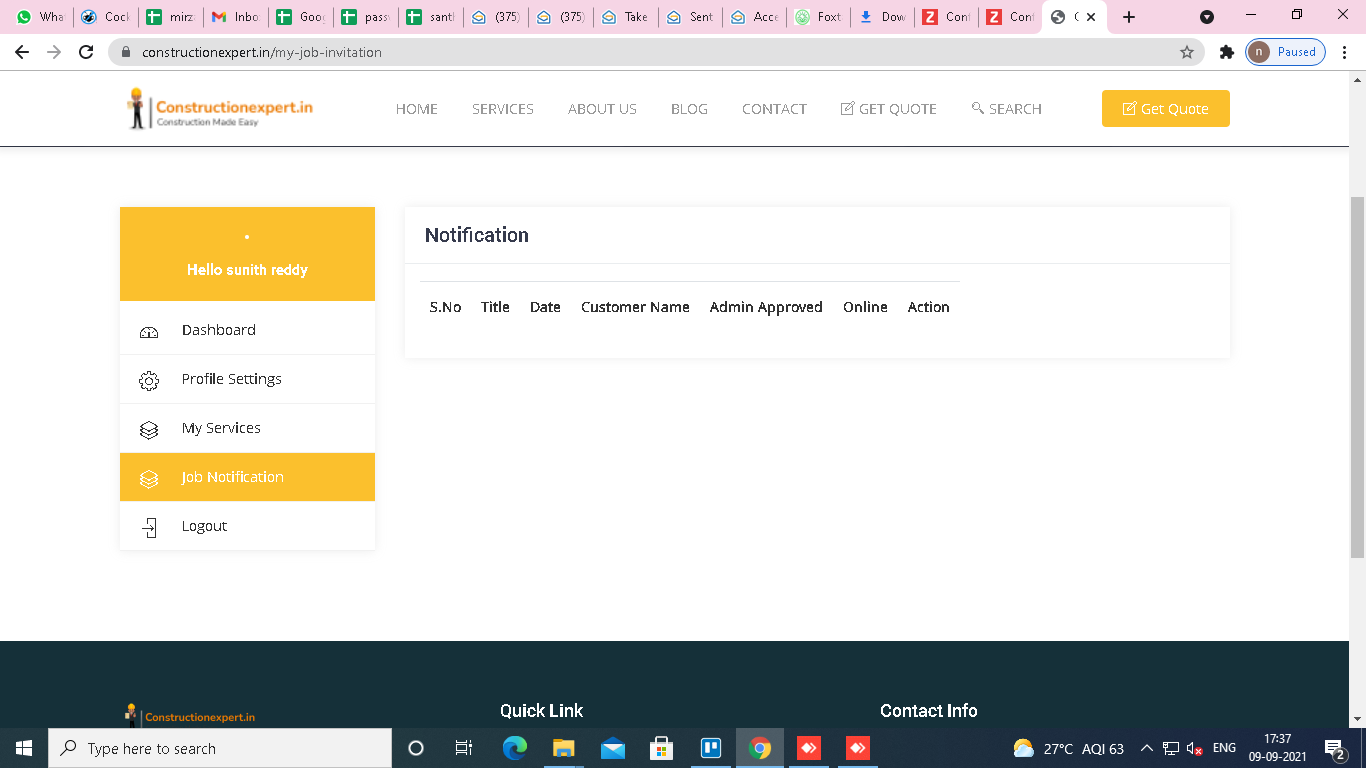 Wha
Cock
mirz
Inbo
Goog
pass
santh
(375)
(375)
Take
Sent
Acce
Foxt
Dow
Conf
Conf
C
constructionexpert.in/my-job-invitation
n Paused
Constructionexpert.in
Construction Made Easy
HOME SERVICES ABOUT US BLOG CONTACT GET QUOTE SEARCH
Get Quote
Hello sunith reddy
Dashboard
Profile Settings
My Services
Job Notification
Logout
Notification
S.No Title Date Customer Name Admin Approved Online Action
Constructionexpert.in
Quick Link
Contact Info
Type here to search
27°C AQI 63
ENG
17:37
09-09-2021
2